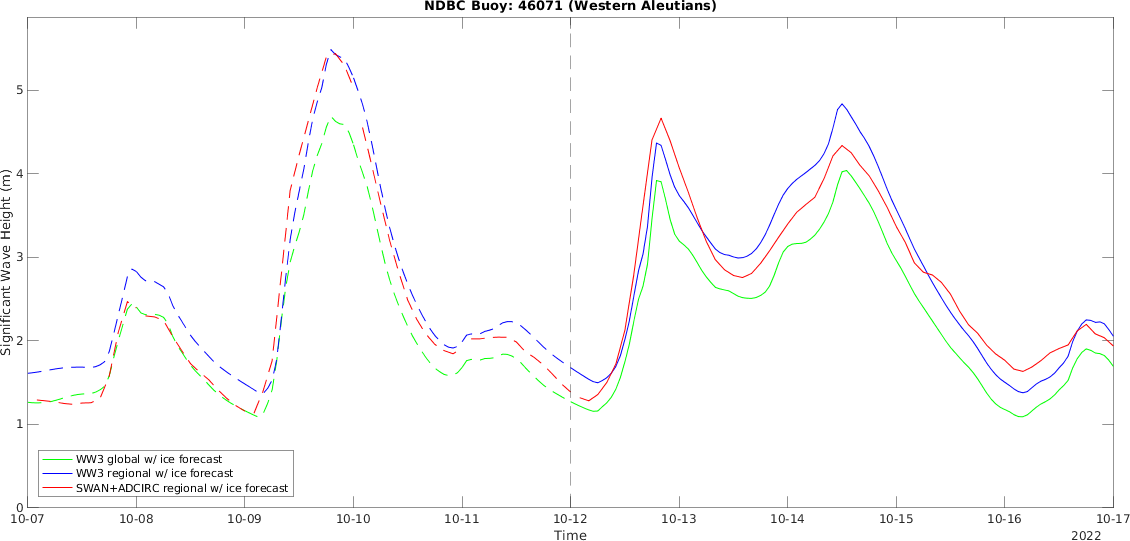 NDBC Buoy: 46071 (Western Aleutians)
Significant Wave Height (m)
5
4
3
2
1
0
WW3 global w/ ice forecast
WW3 regional w/ ice forecast
SWAN+ADCIRC regional w/ ice forecast
10-07 10-08 10-09 10-10 10-11 10-12 10-13 10-14 10-15 10-16 10-17
Time
2022